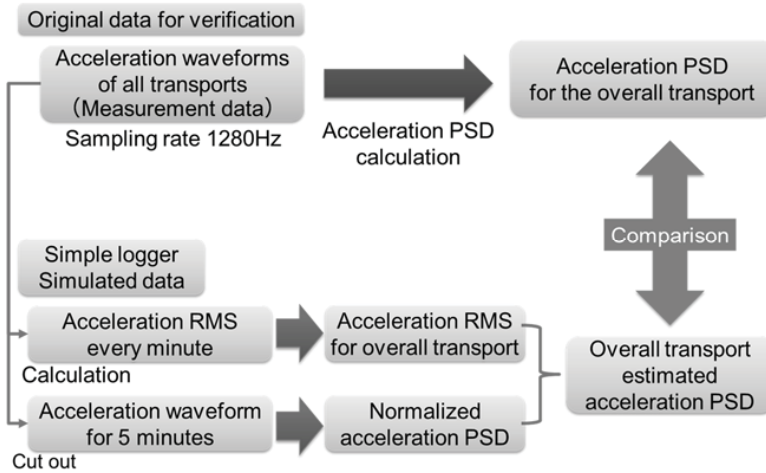 Original data for verification
Acceleration waveforms
of all transports
（Measurement data）
Sampling rate 1280Hz
Acceleration PSD
calculation
Acceleration PSD
for the overall transport
Comparison
Simple logger
Simulated data
Acceleration RMS
every minute
Calculation
Acceleration RMS
for overall transport
Acceleration waveform
for 5 minutes
Cut out
Normalized
acceleration PSD
Overall transport
estimated
acceleration PSD